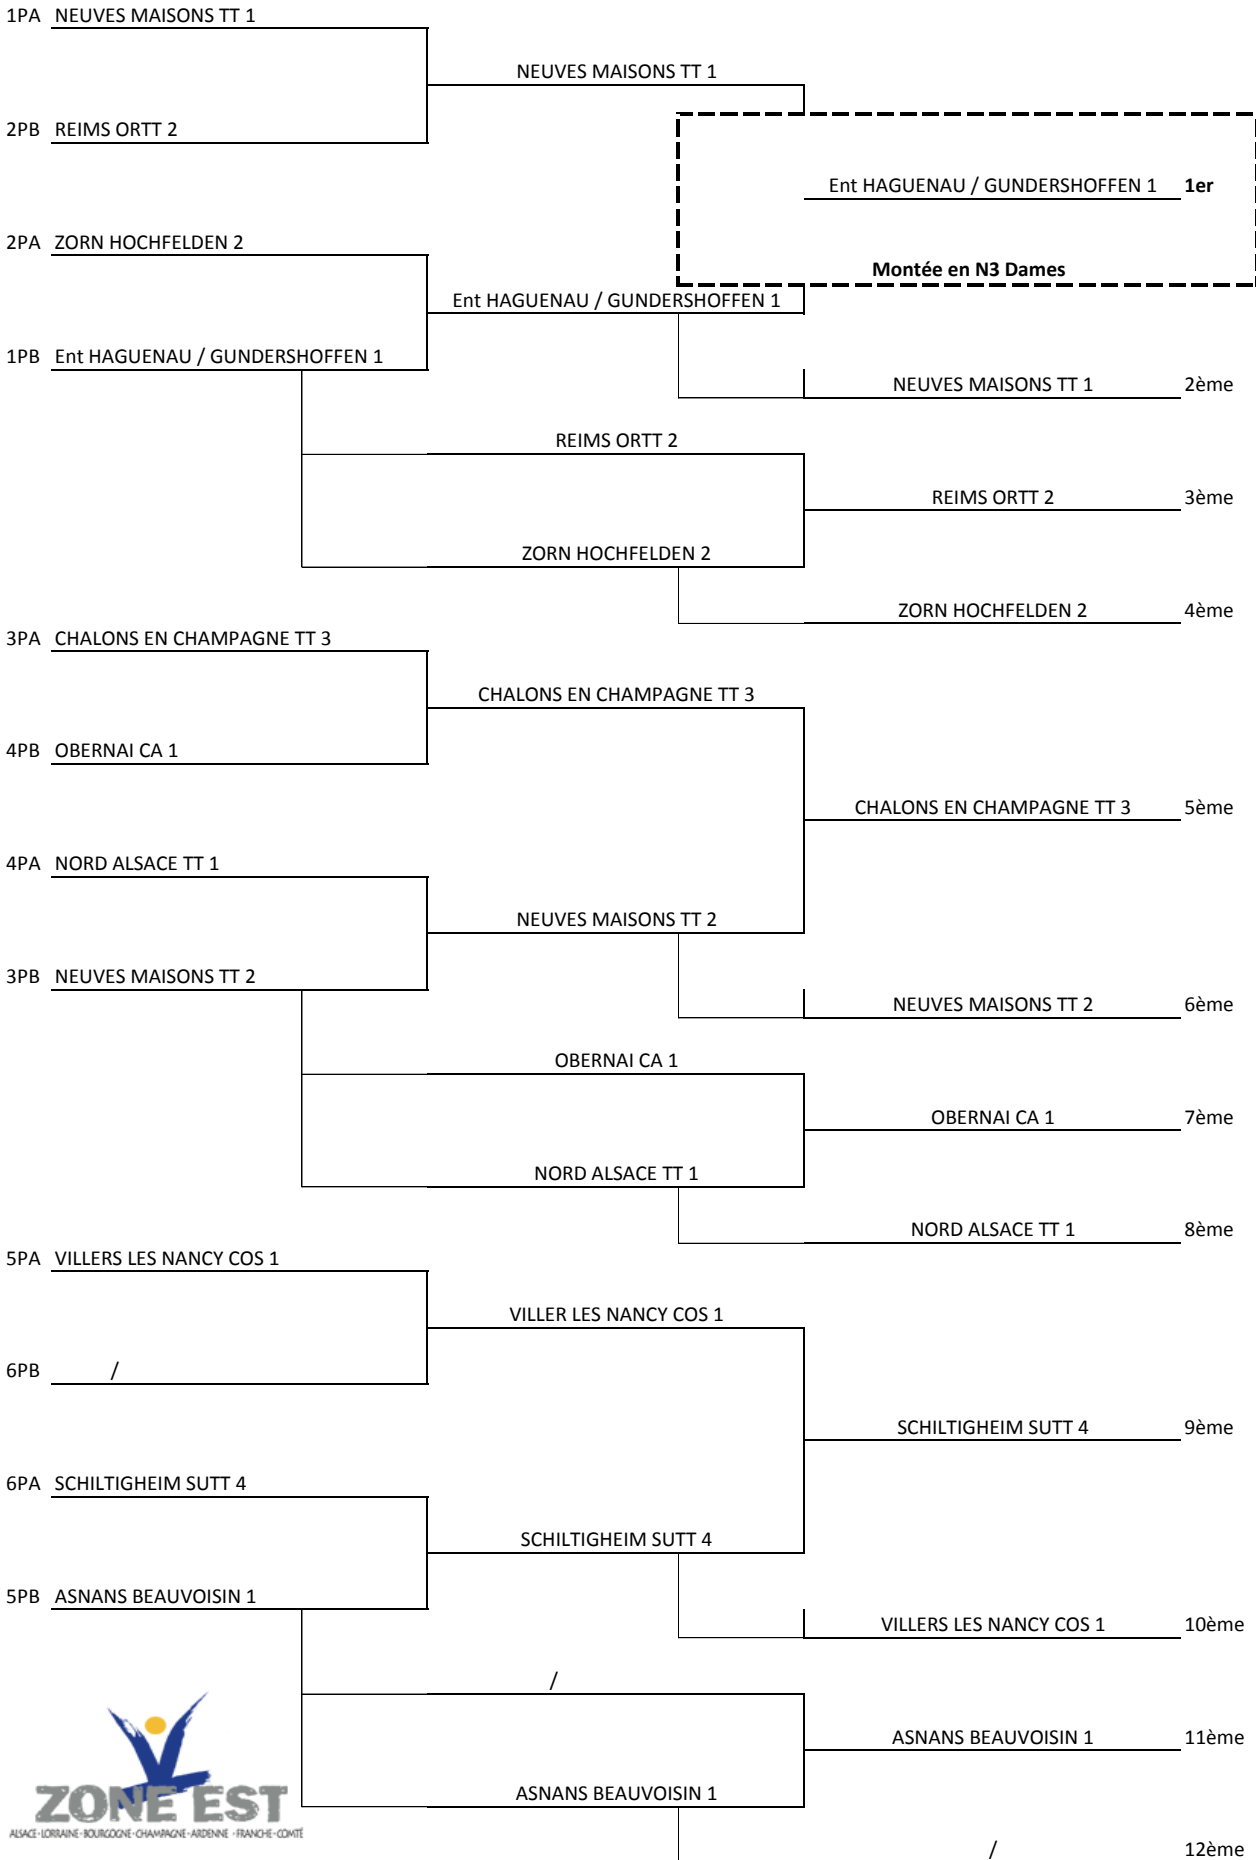 1PA NEUVES MAISONS TT 1
NEUVES MAISONS TT 1
2PB REIMS ORTT 2
Ent HAGUENAU / GUNDERSHOFFEN 1 1er
2PA ZORN HOCHFELDEN 2
Montée en N3 Dames
Ent HAGUENAU / GUNDERSHOFFEN 1
1PB Ent HAGUENAU / GUNDERSHOFFEN 1
NEUVES MAISONS TT 1 2ème
REIMS ORTT 2
REIMS ORTT 2 3ème
ZORN HOCHFELDEN 2
ZORN HOCHFELDEN 2 4ème
3PA CHALONS EN CHAMPAGNE TT 3
CHALONS EN CHAMPAGNE TT 3
4PB OBERNAI CA 1
CHALONS EN CHAMPAGNE TT 3 5ème
4PA NORD ALSACE TT 1
NEUVES MAISONS TT 2
3PB NEUVES MAISONS TT 2
NEUVES MAISONS TT 2 6ème
OBERNAI CA 1
OBERNAI CA 1 7ème
NORD ALSACE TT 1
NORD ALSACE TT 1 8ème
5PA VILLERS LES NANCY COS 1
VILLER LES NANCY COS 1
6PB /
SCHILTIGHEIM SUTT 4 9ème
6PA SCHILTIGHEIM SUTT 4
SCHILTIGHEIM SUTT 4
5PB ASNANS BEAUVOISIN 1
VILLERS LES NANCY COS 1 10ème
/
ASNANS BEAUVOISIN 1 11ème
ASNANS BEAUVOISIN 1
ZONE EST
ALSACE - LORRAINE - BOURGOGNE - CHAMPAGNE - ARDENNE - FRANCHE - COMTÉ
/ 12ème